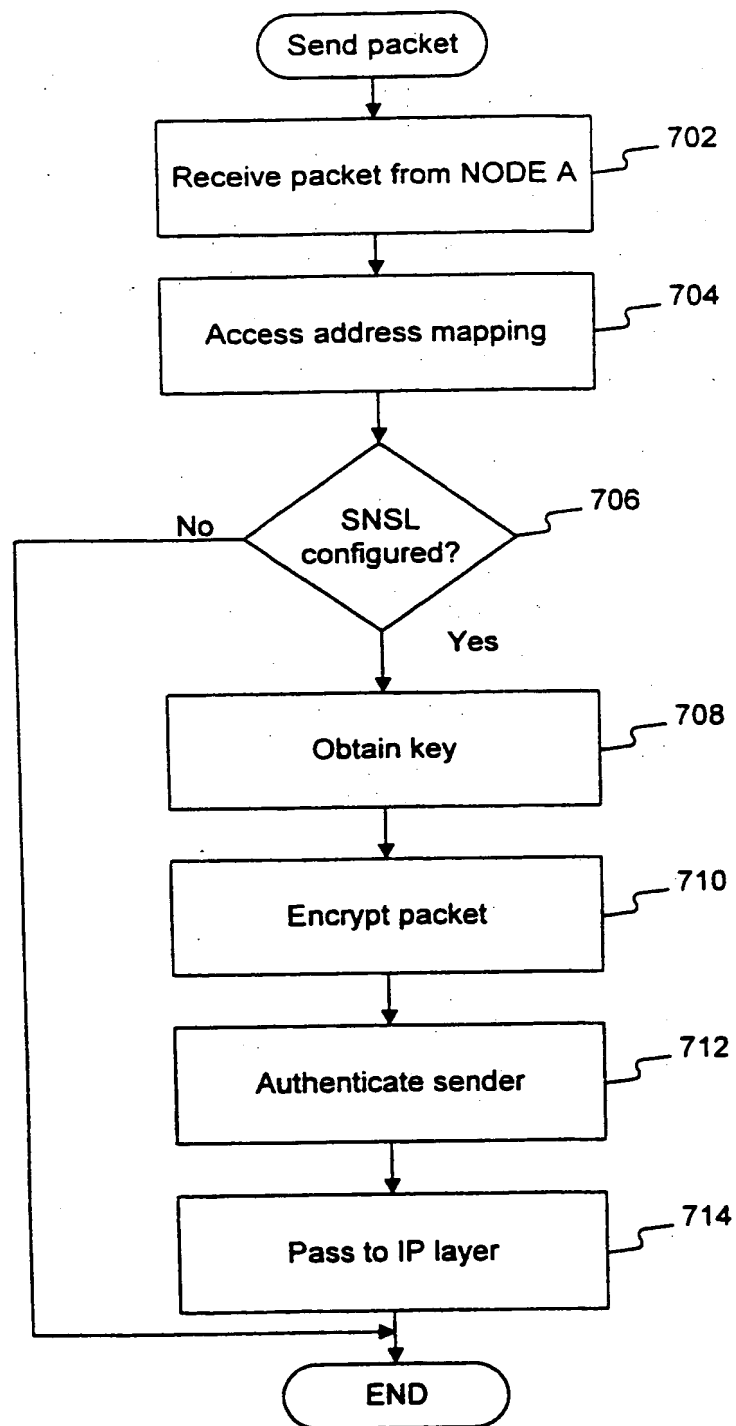 Send packet
Receive packet from NODE A
702
Access address mapping
704
SNSL
configured?
706
No
Yes
Obtain key
708
Encrypt packet
710
Authenticate sender
712
Pass to IP layer
714
END